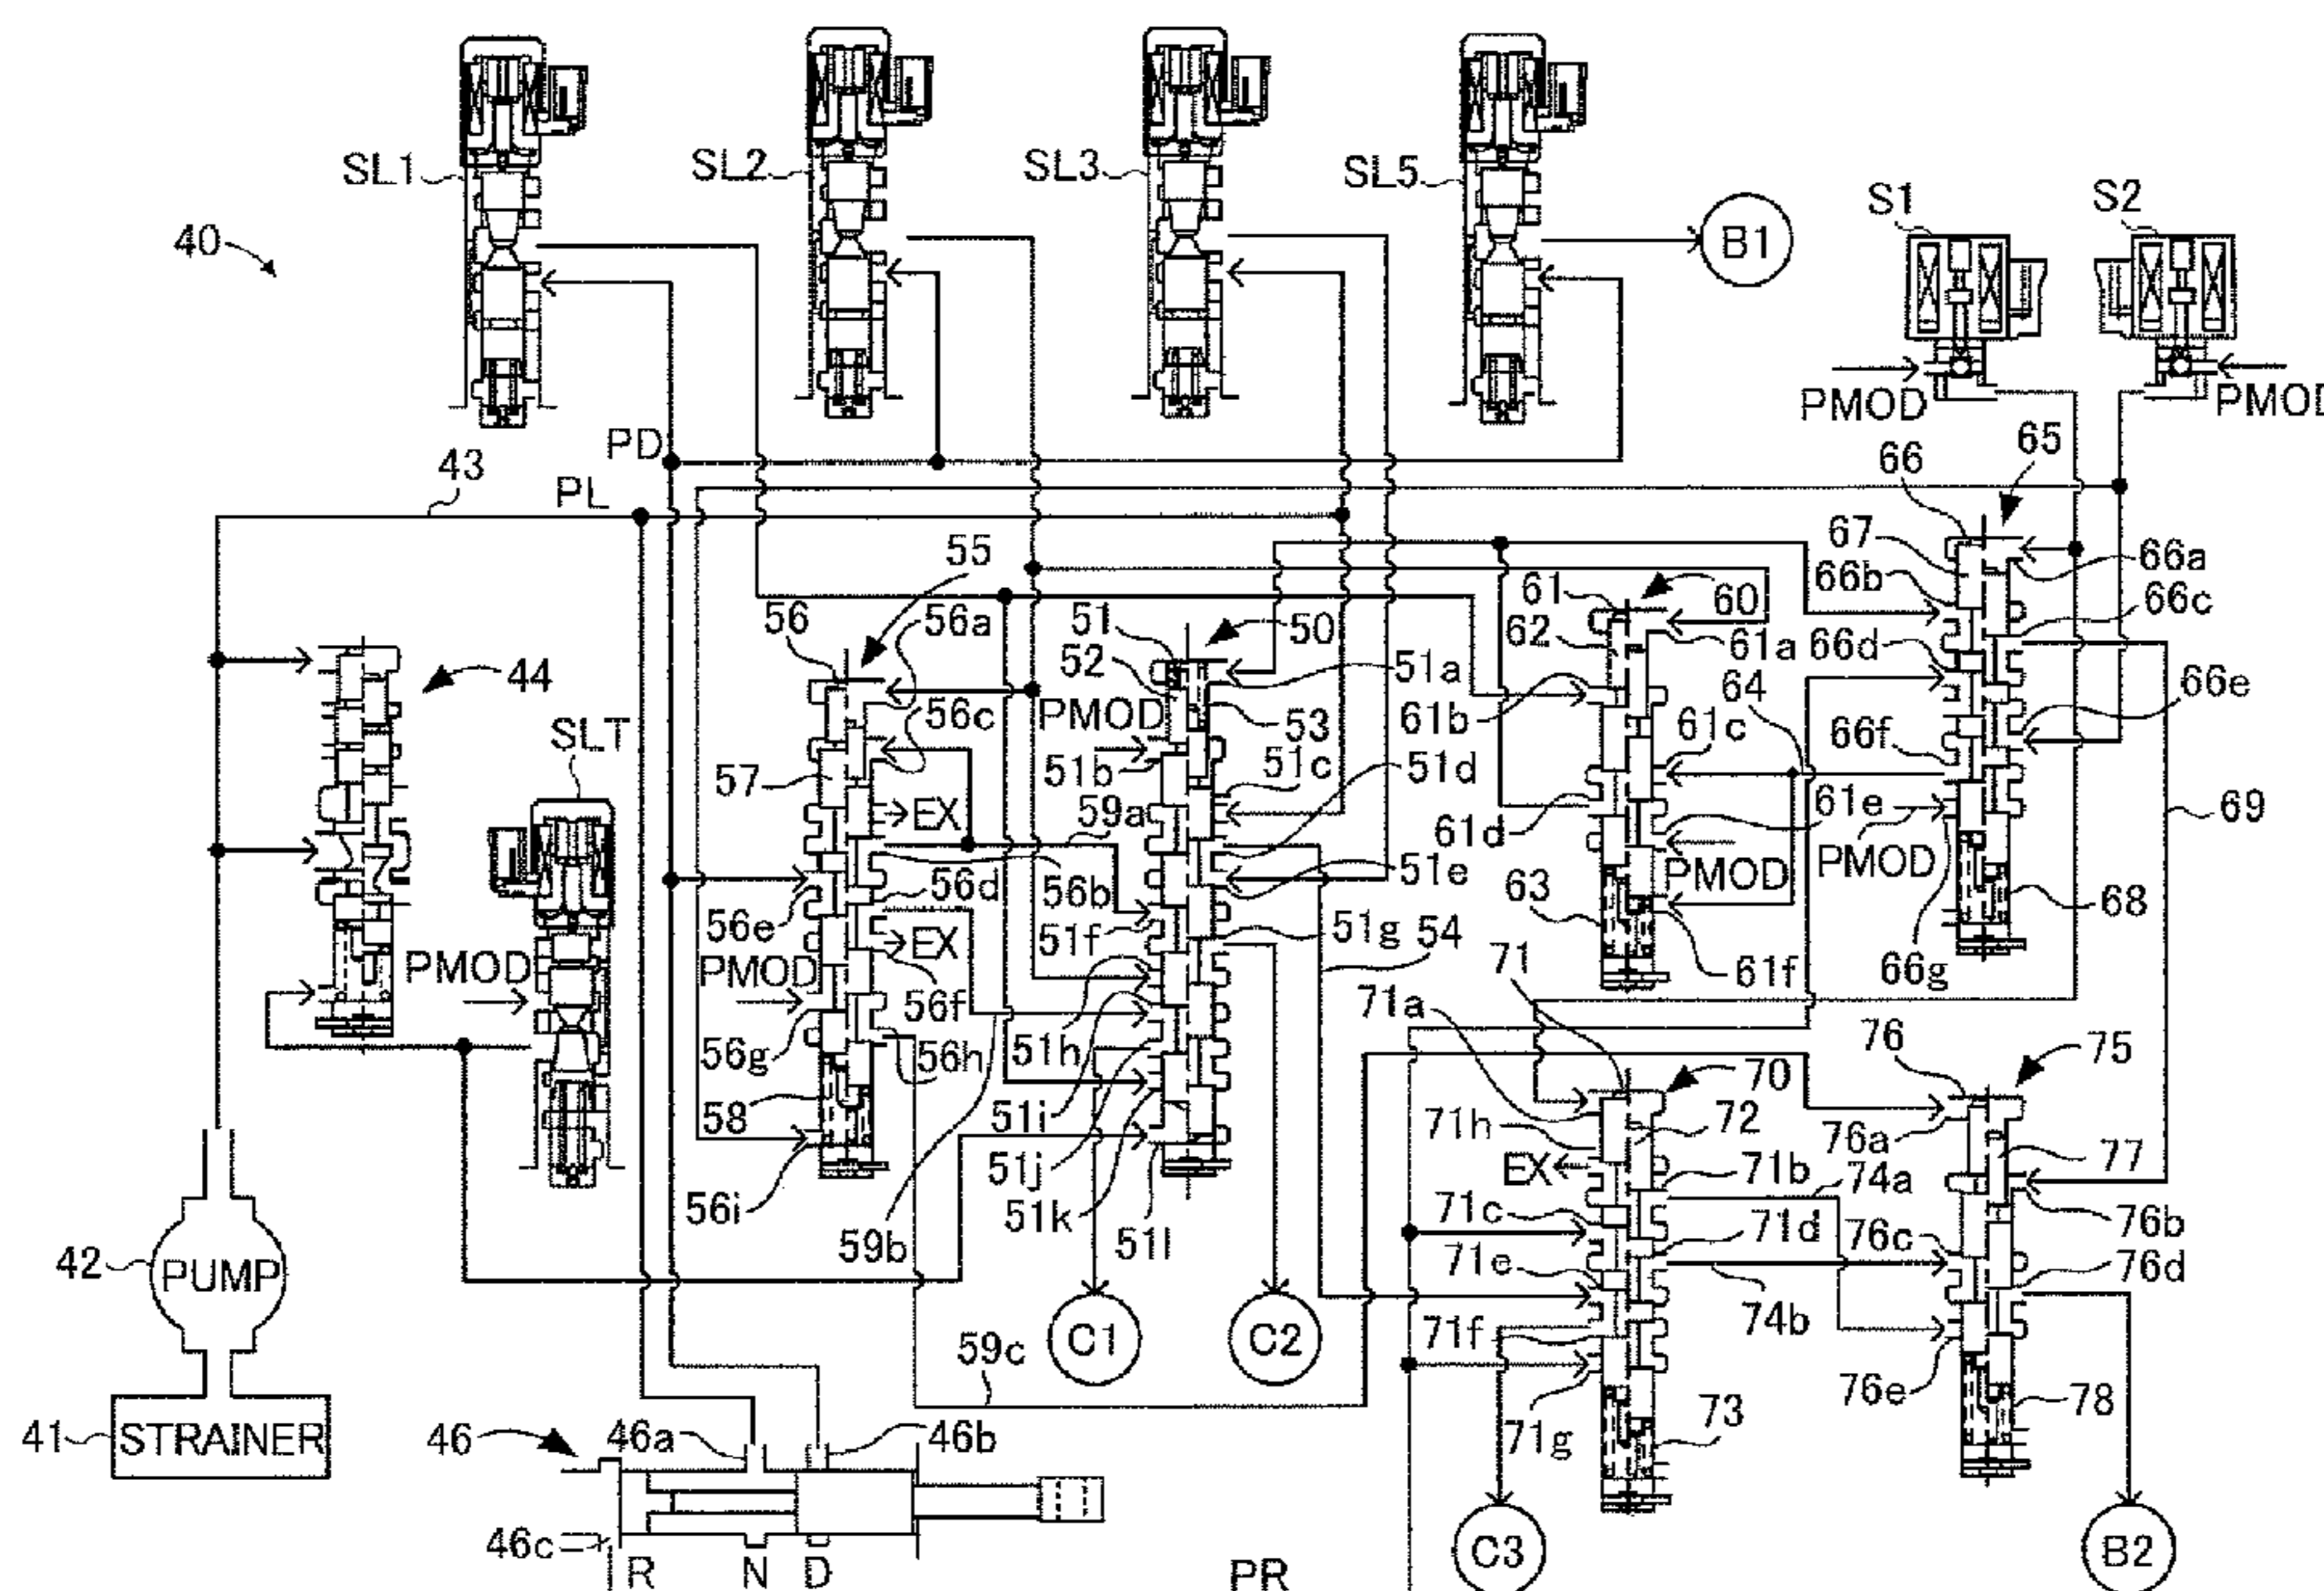 SL1
SL2
SL3
SL5
S1
S2
40
B1
PMOD
PMOD
PD
43
PL
65
66
67
66a
66b
66c
55
56
56a
61
60
51
50
62
66d
61a
52
44
56c
PMOD
51a
64
66e
53
61b
61c
66f
SLT
57
51b
51c
51d
EX
59a
61d
61e
69
PMOD
PMOD
56d
56b
51e
56e
63
68
EX
51f
51g
54
71
PMOD
PMOD
61f
66g
56f
71a
56g
56h
51h
76
75
58
51i
70
71h
72
76a
51j
EX
71b
74a
77
56i
59b
51k
51l
71c
71d
76b
76c
42
PUMP
71e
76d
C1
C2
71f
74b
59c
76e
78
41
STRAINER
46
46a
46b
71g
73
46c
R
N
D
PR
C3
B2